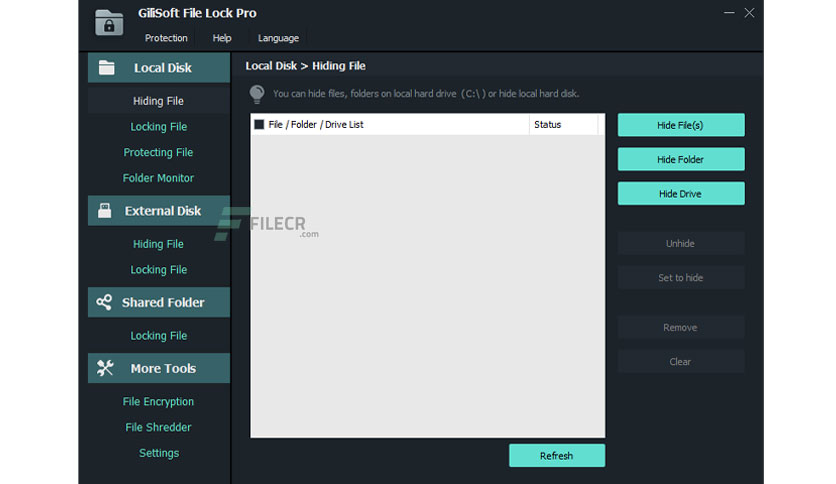 GiliSoft File Lock Pro
Protection Help Language
Local Disk
Hiding File
Locking File
Protecting File
Folder Monitor
External Disk
Hiding File
Locking File
Shared Folder
Locking File
More Tools
File Encryption
File Shredder
Settings
Local Disk > Hiding File
You can hide files, folders on local hard drive (C:\) or hide local hard disk.
File / Folder / Drive List Status
FILECR
.com
Refresh
Hide File(s)
Hide Folder
Hide Drive
Unhide
Set to hide
Remove
Clear